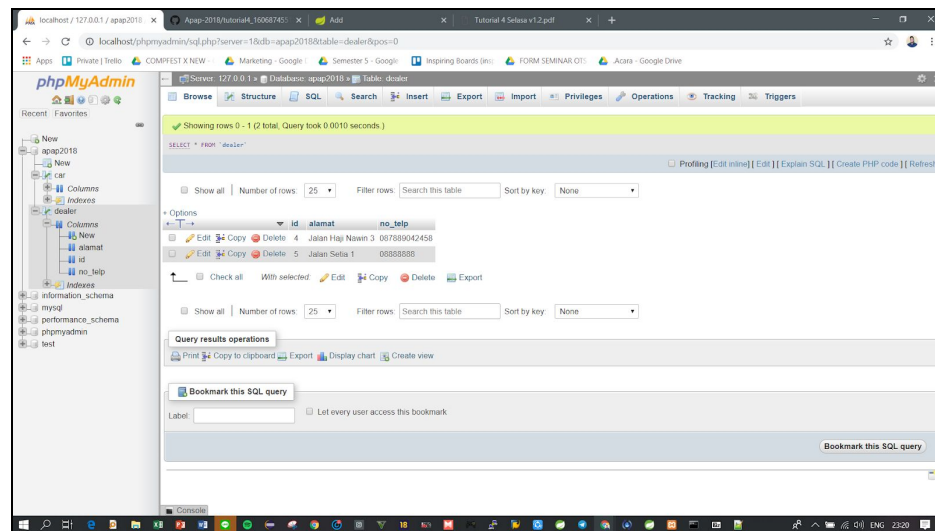 localhost / 127.0.0.1 / apap2018
Apap-2018/tutorial4_160687455
Add
Tutorial 4 Selasa v1.2.pdf
localhost/phpmyadmin/sql.php?server=1&db=apap2018&table=dealer&pos=0
Apps Private | Trello COMPFEST X NEW - Marketing - Google Semester 5 - Google Inspiring Boards (ins FORM SEMINAR OTS Acara - Google Drive
phpMyAdmin
Recent Favorites
New
apap2018
New
car
Columns
Indexes
dealer
Columns
New
alamat
id
no_telp
Indexes
information_schema
mysql
performance_schema
phpmyadmin
test
Server: 127.0.0.1 » Database: apap2018 » Table: dealer
Browse Structure SQL Search Insert Export Import Privileges Operations Tracking Triggers
Showing rows 0 - 1 (2 total, Query took 0.0010 seconds.)
SELECT * FROM `dealer`
Profiling [Edit inline] [ Edit ] [ Explain SQL ] [ Create PHP code ] [ Refresh
Show all Number of rows: 25 Filter rows: Search this table Sort by key: None
+ Options
id alamat no_telp
Edit Copy Delete 4 Jalan Haji Nawin 3 087889042458
Edit Copy Delete 5 Jalan Setia 1 08888888
Check all With selected: Edit Copy Delete Export
Show all Number of rows: 25 Filter rows: Search this table Sort by key: None
Query results operations
Print Copy to clipboard Export Display chart Create view
Bookmark this SQL query
Label: Let every user access this bookmark
Bookmark this SQL query
Console
ENG 23:20